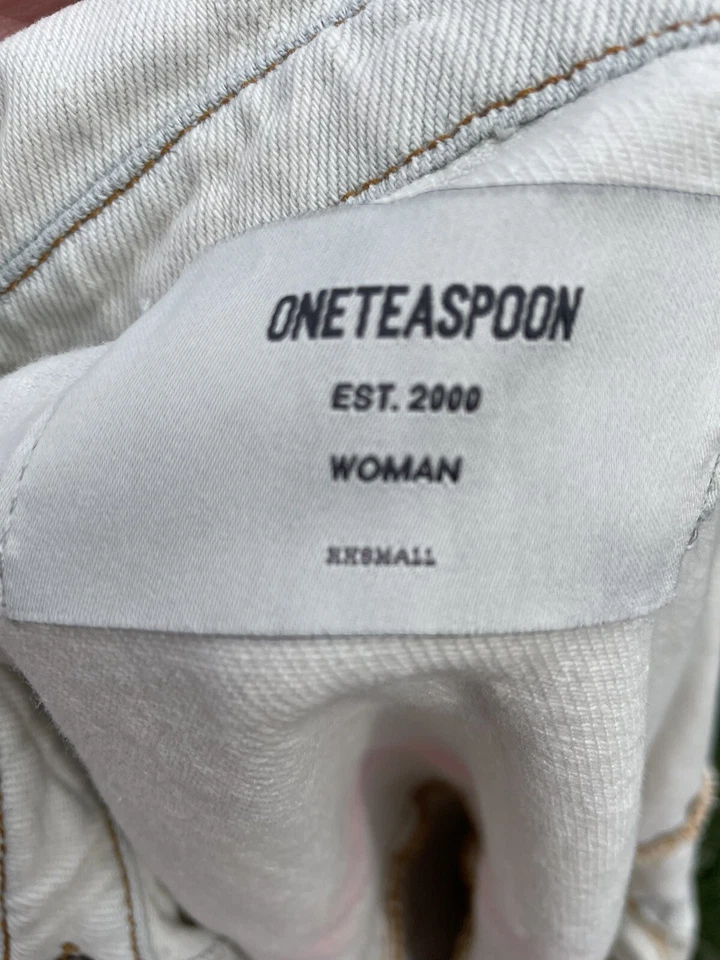 ONETEASPOON
EST. 2000
WOMAN
XXSMALL